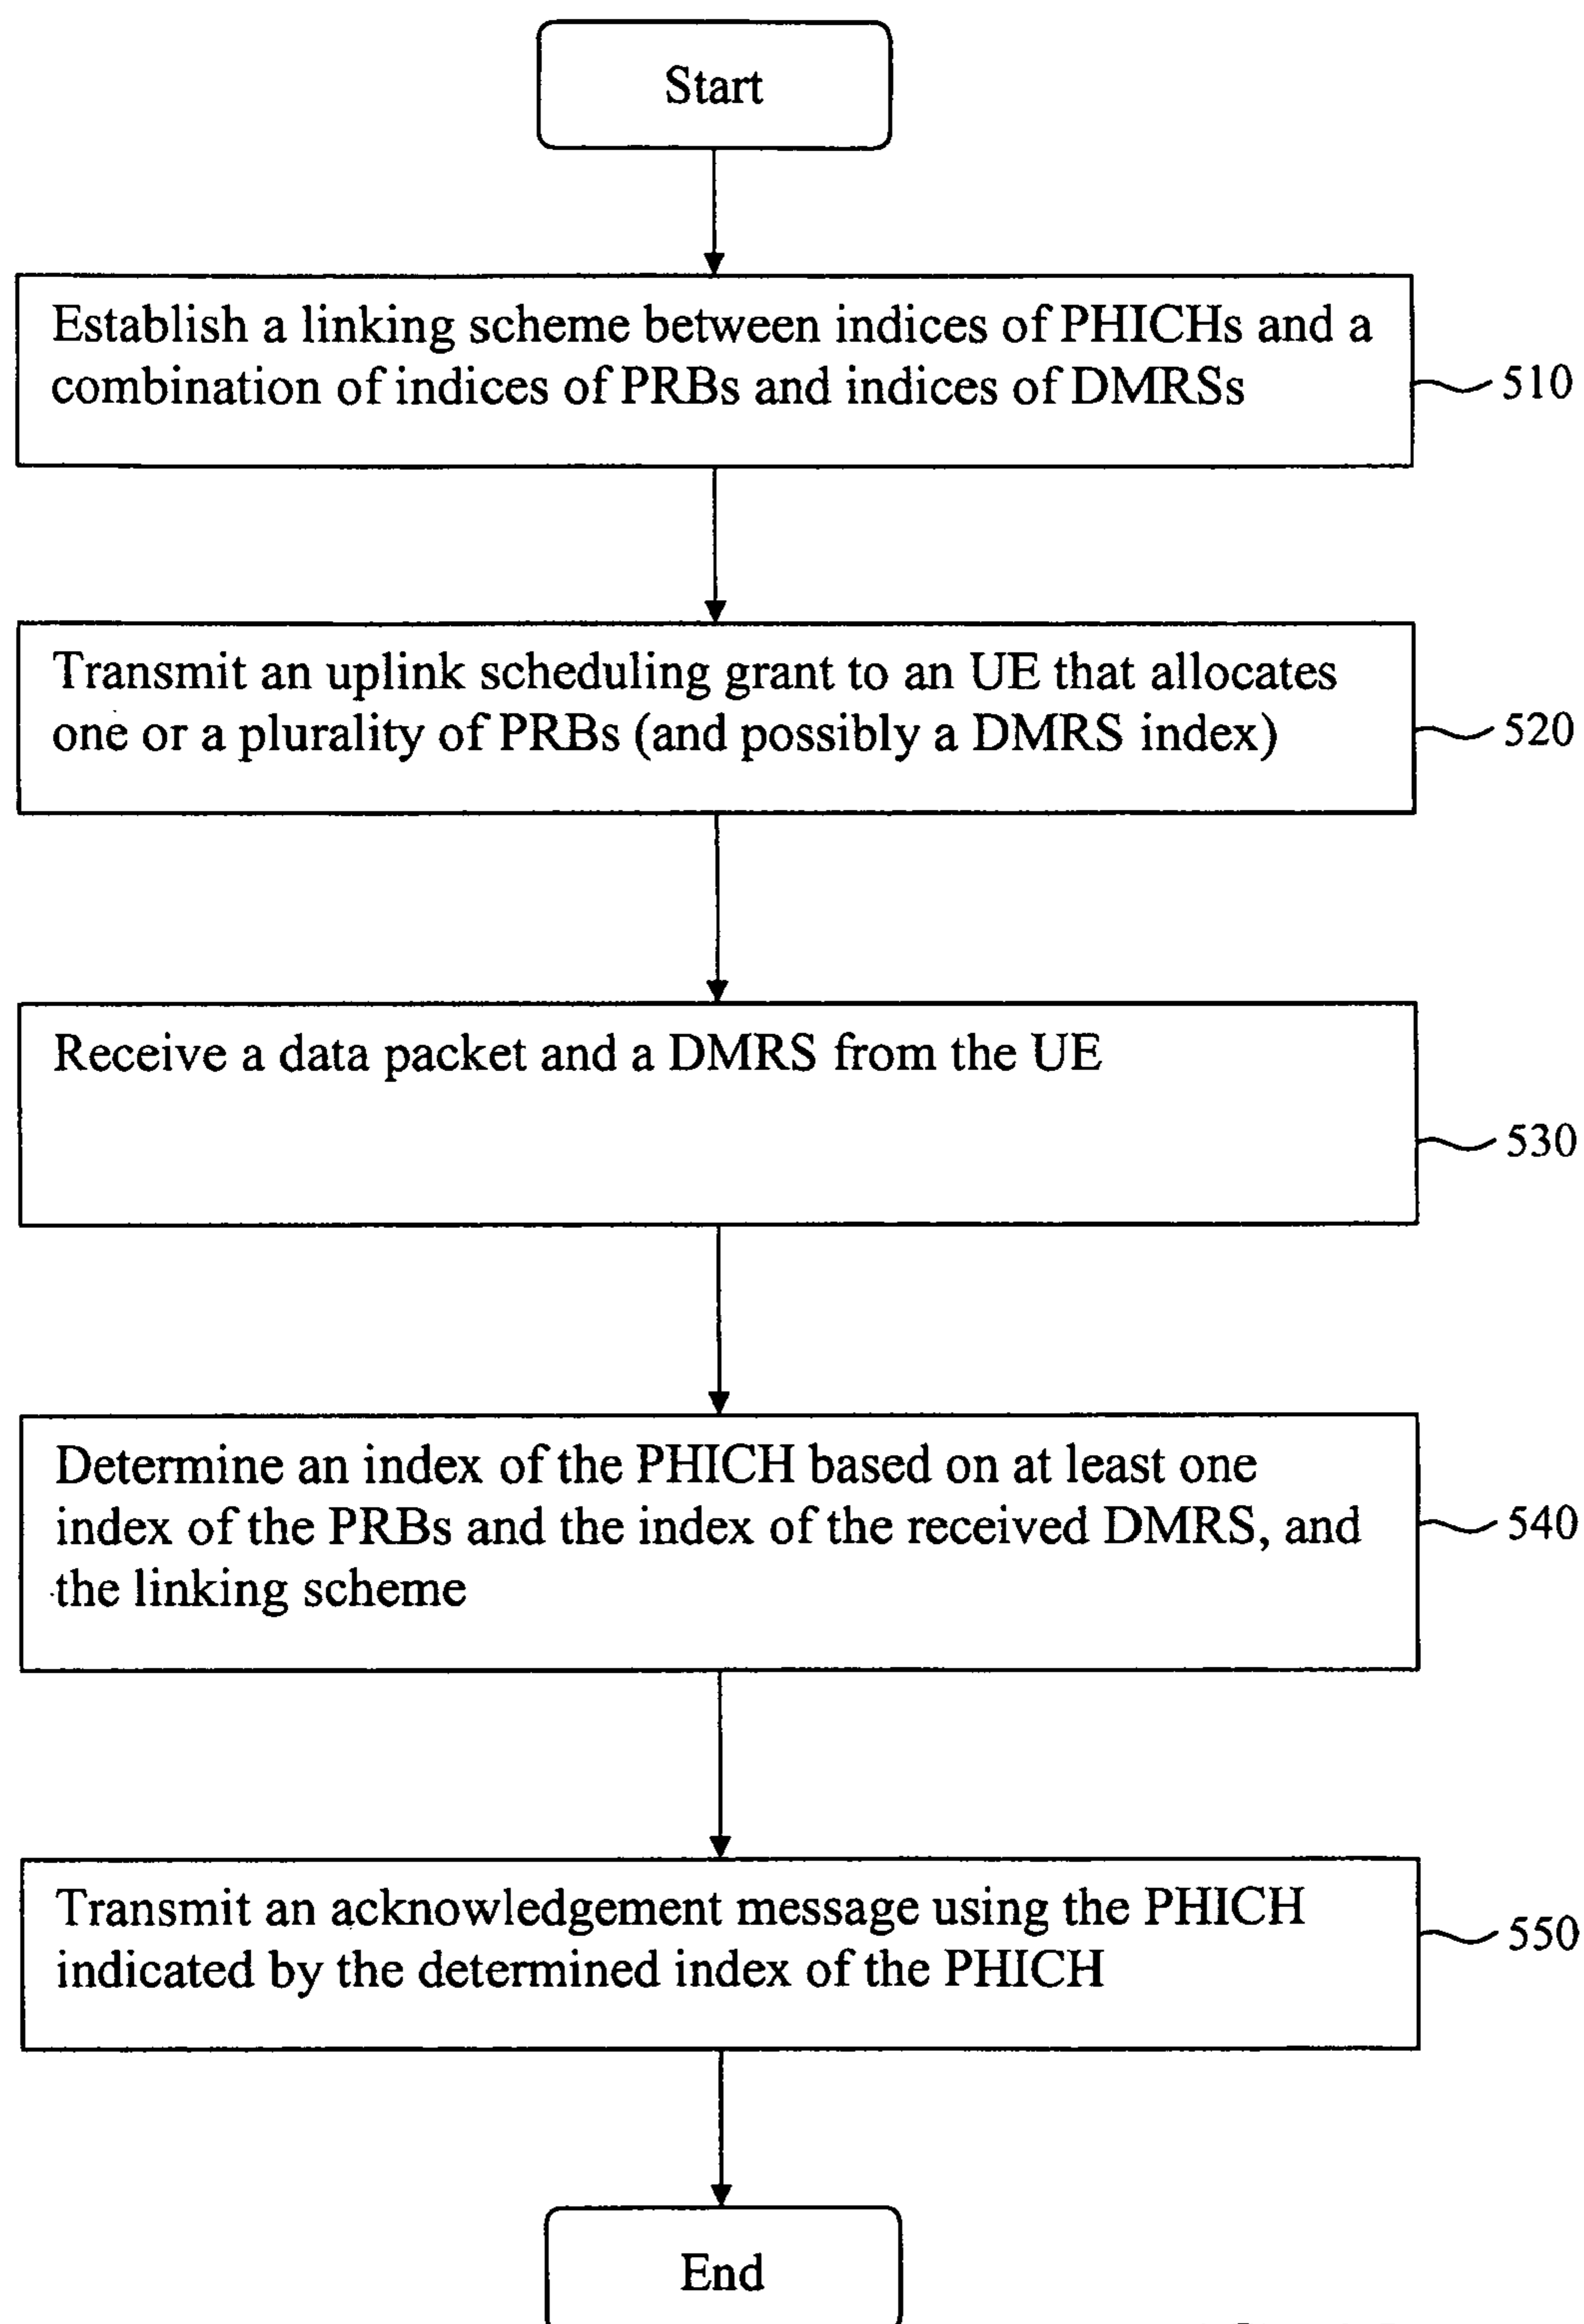 Start
Establish a linking scheme between indices of PHICHs and a
combination of indices of PRBs and indices of DMRSs
510
Transmit an uplink scheduling grant to an UE that allocates
one or a plurality of PRBs (and possibly a DMRS index)
520
Receive a data packet and a DMRS from the UE
530
Determine an index of the PHICH based on at least one
index of the PRBs and the index of the received DMRS, and
the linking scheme
540
Transmit an acknowledgement message using the PHICH
indicated by the determined index of the PHICH
550
End